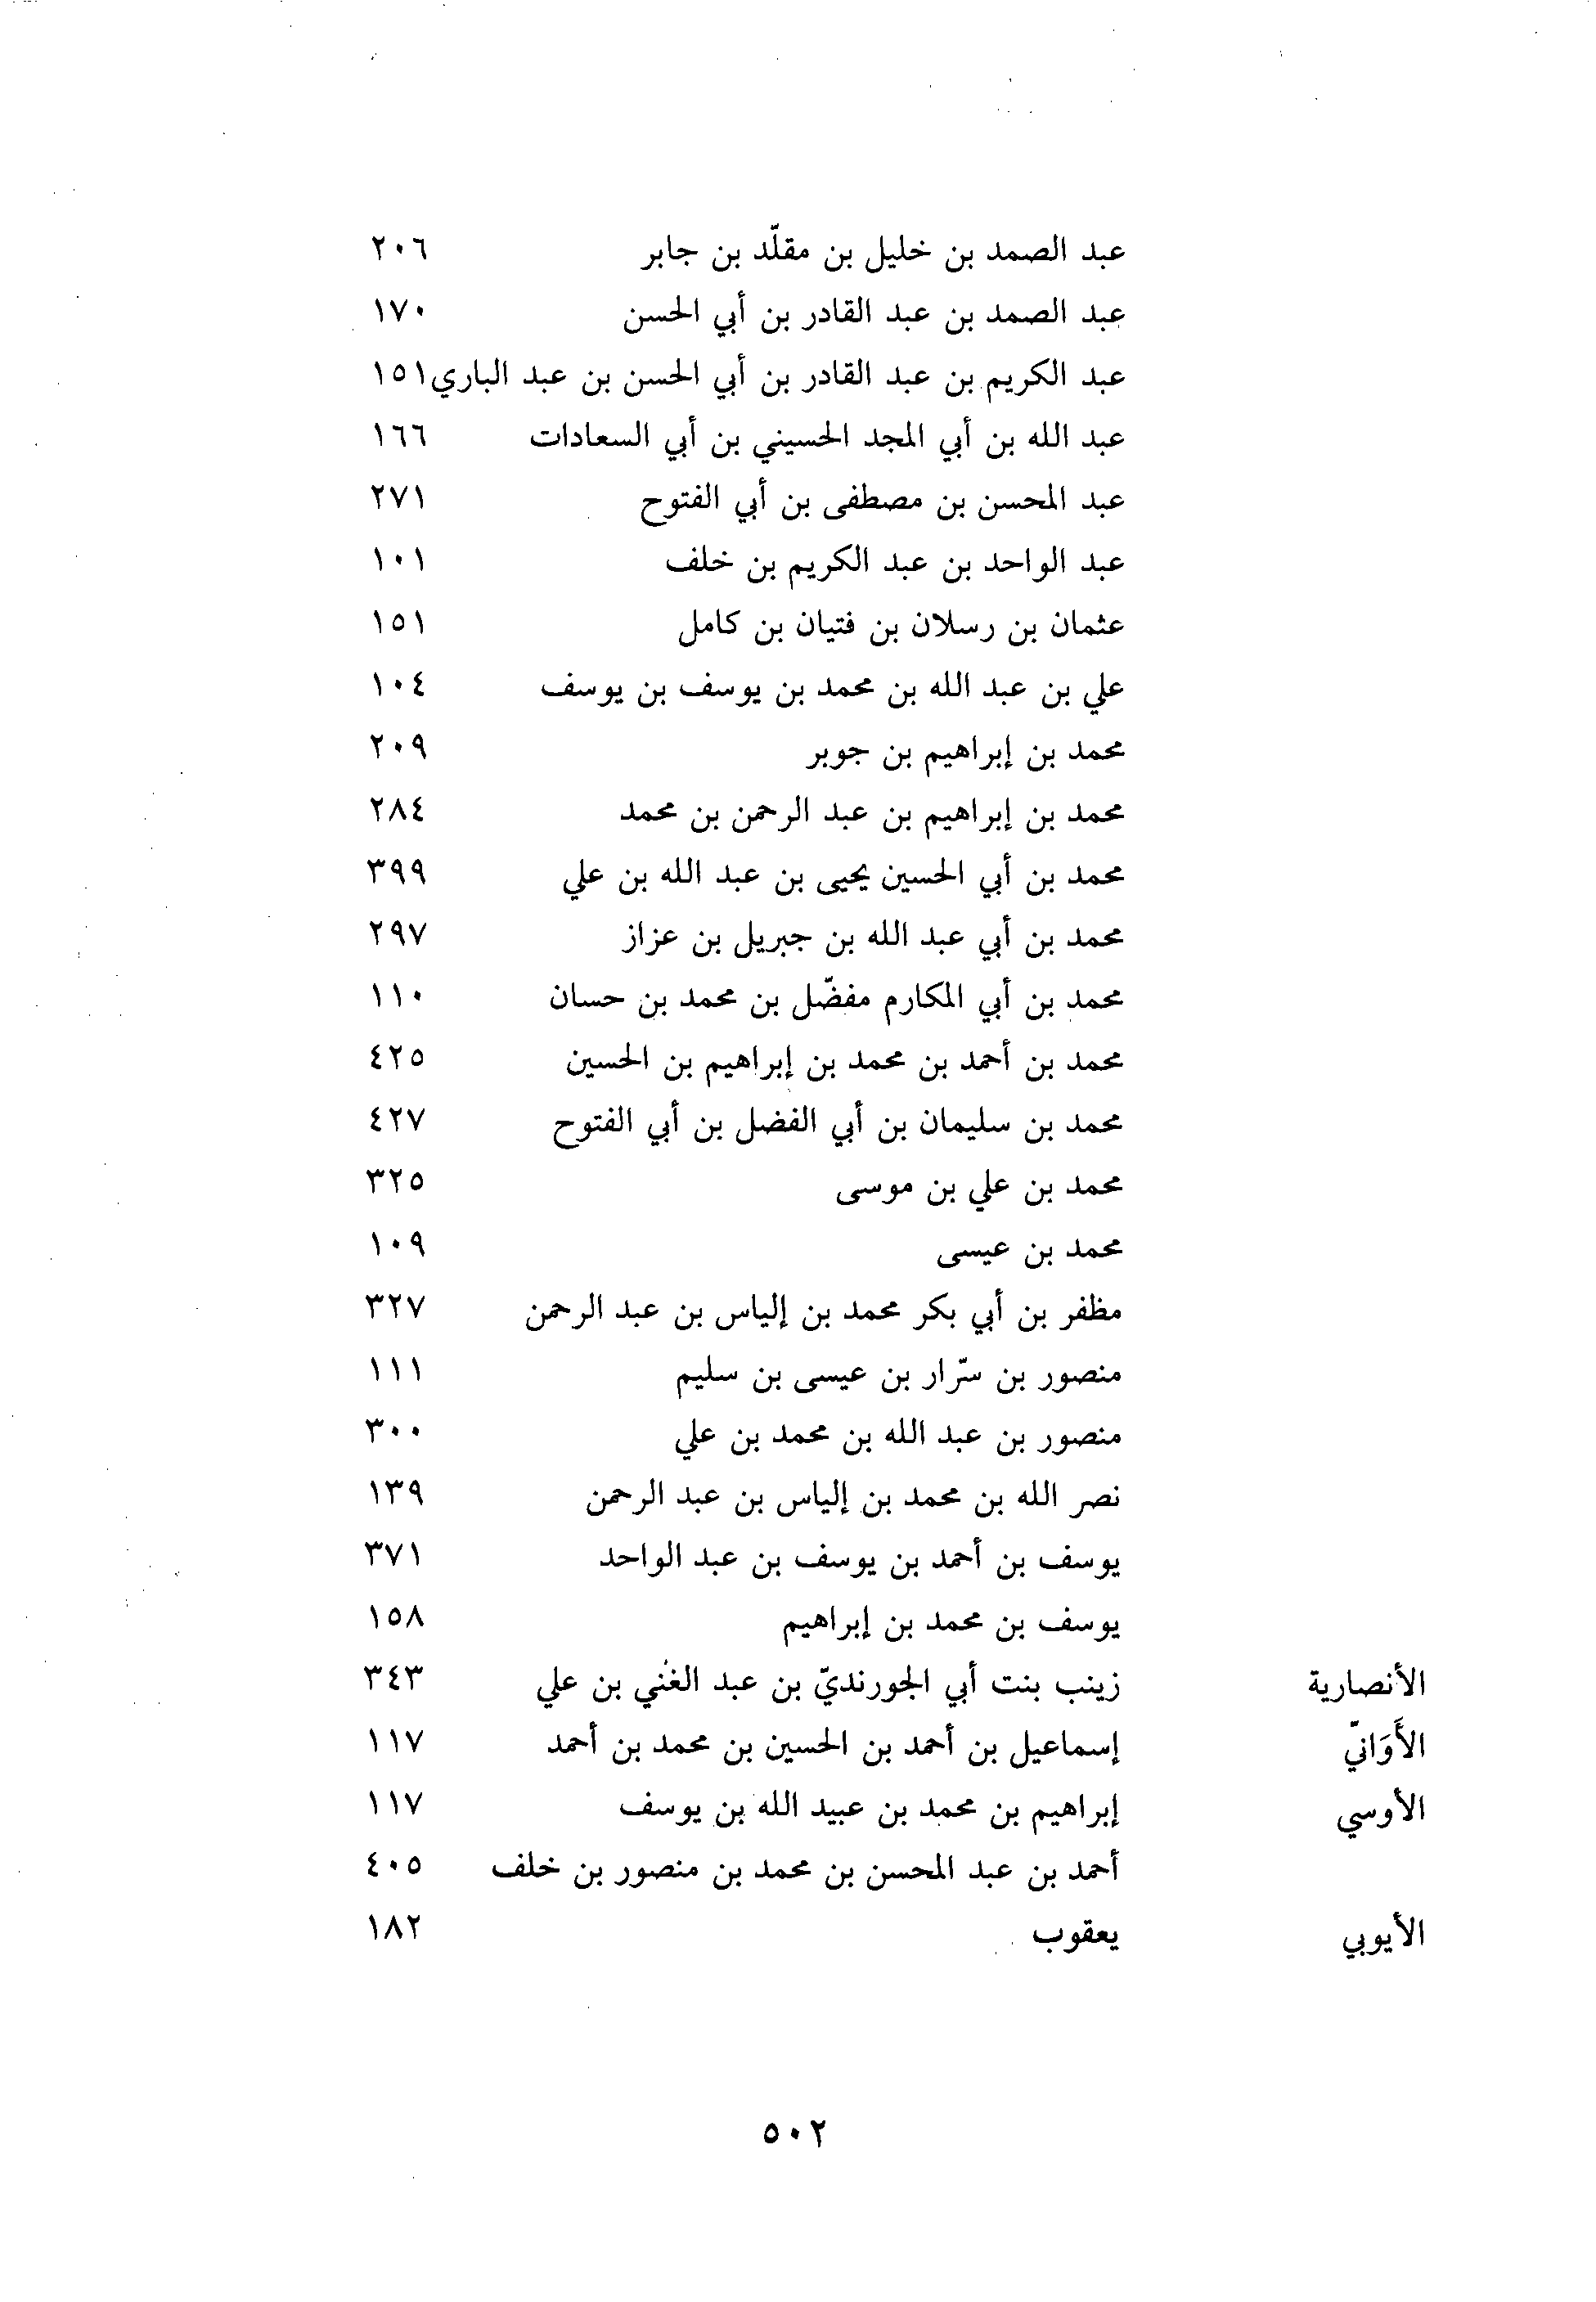 عبد الصمد بن خليل بن مقلّد بن جابر ٢٠٦
عبد الصمد بن عبد القادر بن أبي الحسن ١٧٠
عبد الكريم بن عبد القادر بن أبي الحسن بن عبد الباري ١٥١
عبد الله بن أبي المجد الحسيني بن أبي السعادات ١٦٦
عبد المحسن بن مصطفى بن أبي الفتوح ٢٧١
عبد الواحد بن عبد الكريم بن خلف ١٠١
عثمان بن رسلان بن فتيان بن كامل ١٥١
علي بن عبد الله بن محمد بن يوسف بن يوسف ١٠٤
محمد بن إبراهيم بن جوبر ٢٠٩
محمد بن إبراهيم بن عبد الرحمن بن محمد ٢٨٤
محمد بن أبي الحسين يحيى بن عبد الله بن علي ٣٩٩
محمد بن أبي عبد الله بن جبريل بن عزاز ٢٩٧
محمد بن أبي المكارم مفضّل بن محمد بن حسان ١١٠
محمد بن أحمد بن محمد بن إبراهيم بن الحسين ٤٢٥
محمد بن سليمان بن أبي الفضل بن أبي الفتوح ٤٢٧
محمد بن علي بن موسى ٣٢٥
محمد بن عيسى ١٠٩
مظفر بن أبي بكر محمد بن إلياس بن عبد الرحمن ٣٢٧
منصور بن سرّار بن عيسى بن سليم ١١١
منصور بن عبد الله بن محمد بن علي ٣٠٠
نصر الله بن محمد بن إلياس بن عبد الرحمن ١٣٩
يوسف بن أحمد بن يوسف بن عبد الواحد ٣٧١
يوسف بن محمد بن إبراهيم ١٥٨
الأنصارية زينب بنت أبي الجورنديّ بن عبد الغني بن علي ٣٤٣
الأَوَانيّ إسماعيل بن أحمد بن الحسين بن محمد بن أحمد ١١٧
الأوسي إبراهيم بن محمد بن عبيد الله بن يوسف ١١٧
أحمد بن عبد المحسن بن محمد بن منصور بن خلف ٤٠٥
الأيوبي يعقوب ١٨٢
٥٠٢